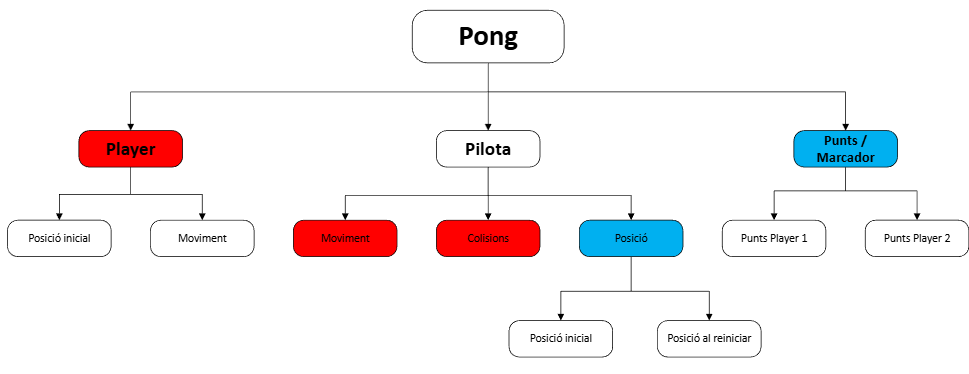 Pong
Player
Pilota
Punts /
Marcador
Posició inicial
Moviment
Moviment
Colisions
Posició
Punts Player 1
Punts Player 2
Posició inicial
Posició al reiniciar